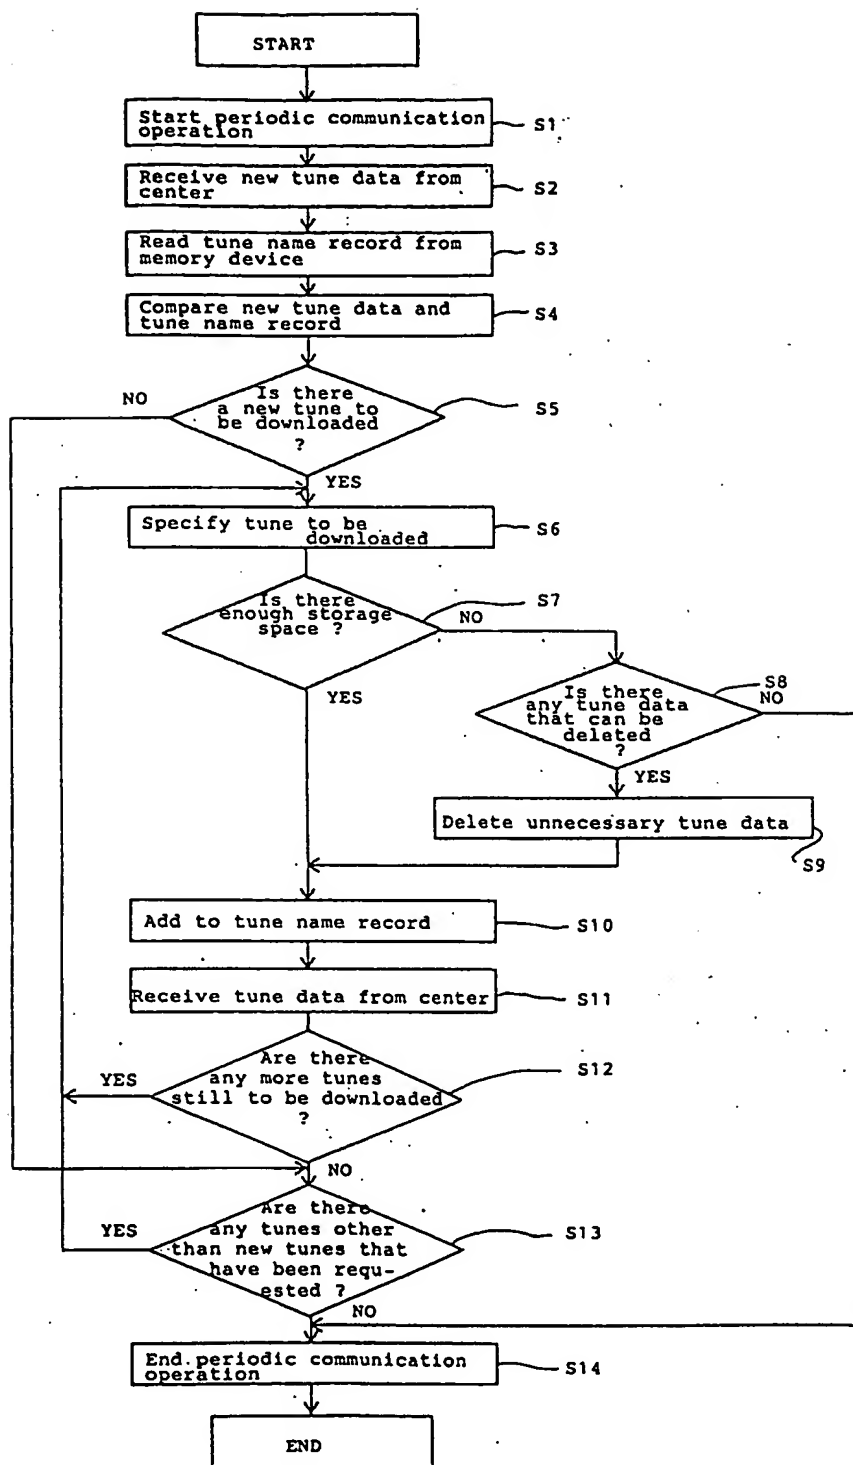 START
Start periodic communication
operation
S1
Receive new tune data from
center
S2
Read tune name record from
memory device
S3
Compare new tune data and
tune name record
S4
Is there
a new tune to
be downloaded
?
S5
NO
YES
Specify tune to be
downloaded
S6
Is there
enough storage
space ?
S7
NO
YES
Is there
any tune data
that can be
deleted
?
S8
NO
YES
Delete unnecessary tune data
S9
Add to tune name record
S10
Receive tune data from center
S11
Are there
any more tunes
still to be downloaded
?
S12
YES
NO
Are there
any tunes other
than new tunes that
have been requ-
ested ?
S13
YES
NO
End.periodic communication
operation
S14
END